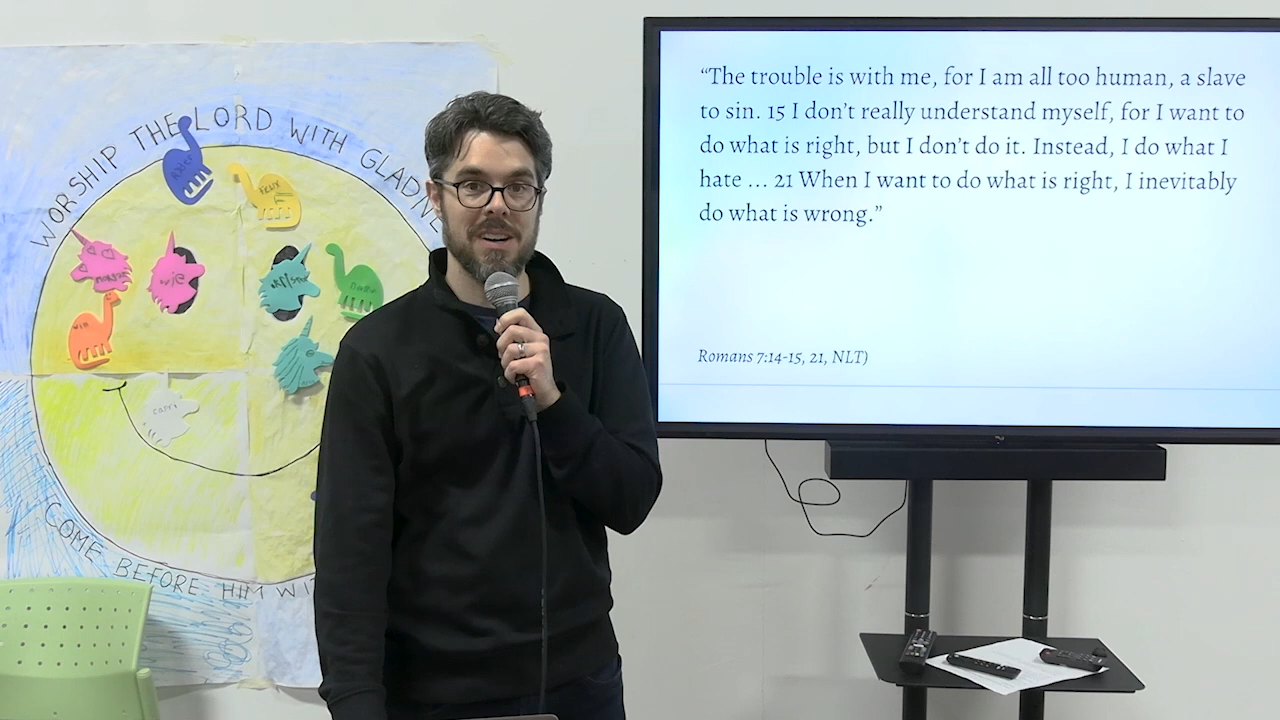 WORSHIP THE LORD WITH GLADNE
COME BEFORE HIM WI
“The trouble is with me, for I am all too human, a slave
to sin. 15 I don’t really understand myself, for I want to
do what is right, but I don’t do it. Instead, I do what I
hate ... 21 When I want to do what is right, I inevitably
do what is wrong.”
Romans 7:14-15, 21, NLT)